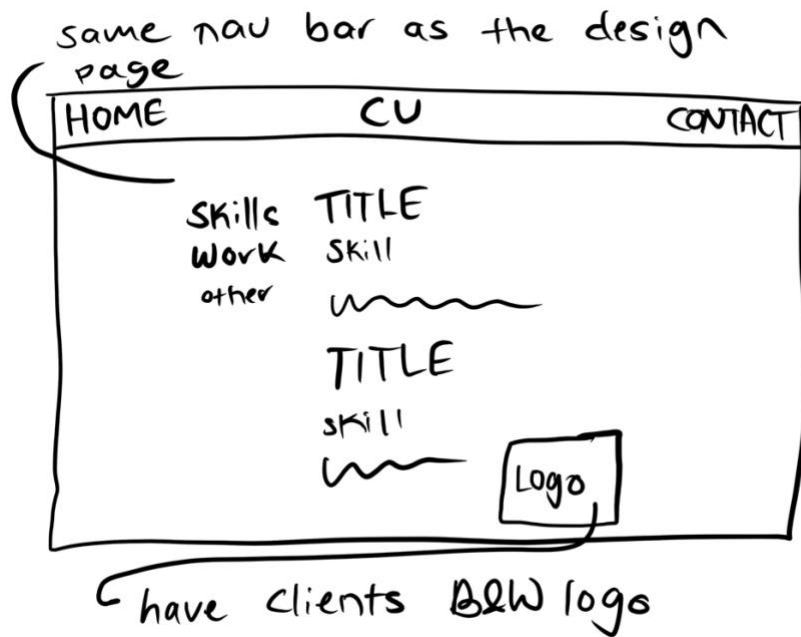 same nav bar as the design
page
HOME CV CONTACT
Skills TITLE
Work Skill
other
TITLE
skill
Logo
have clients B&W logo